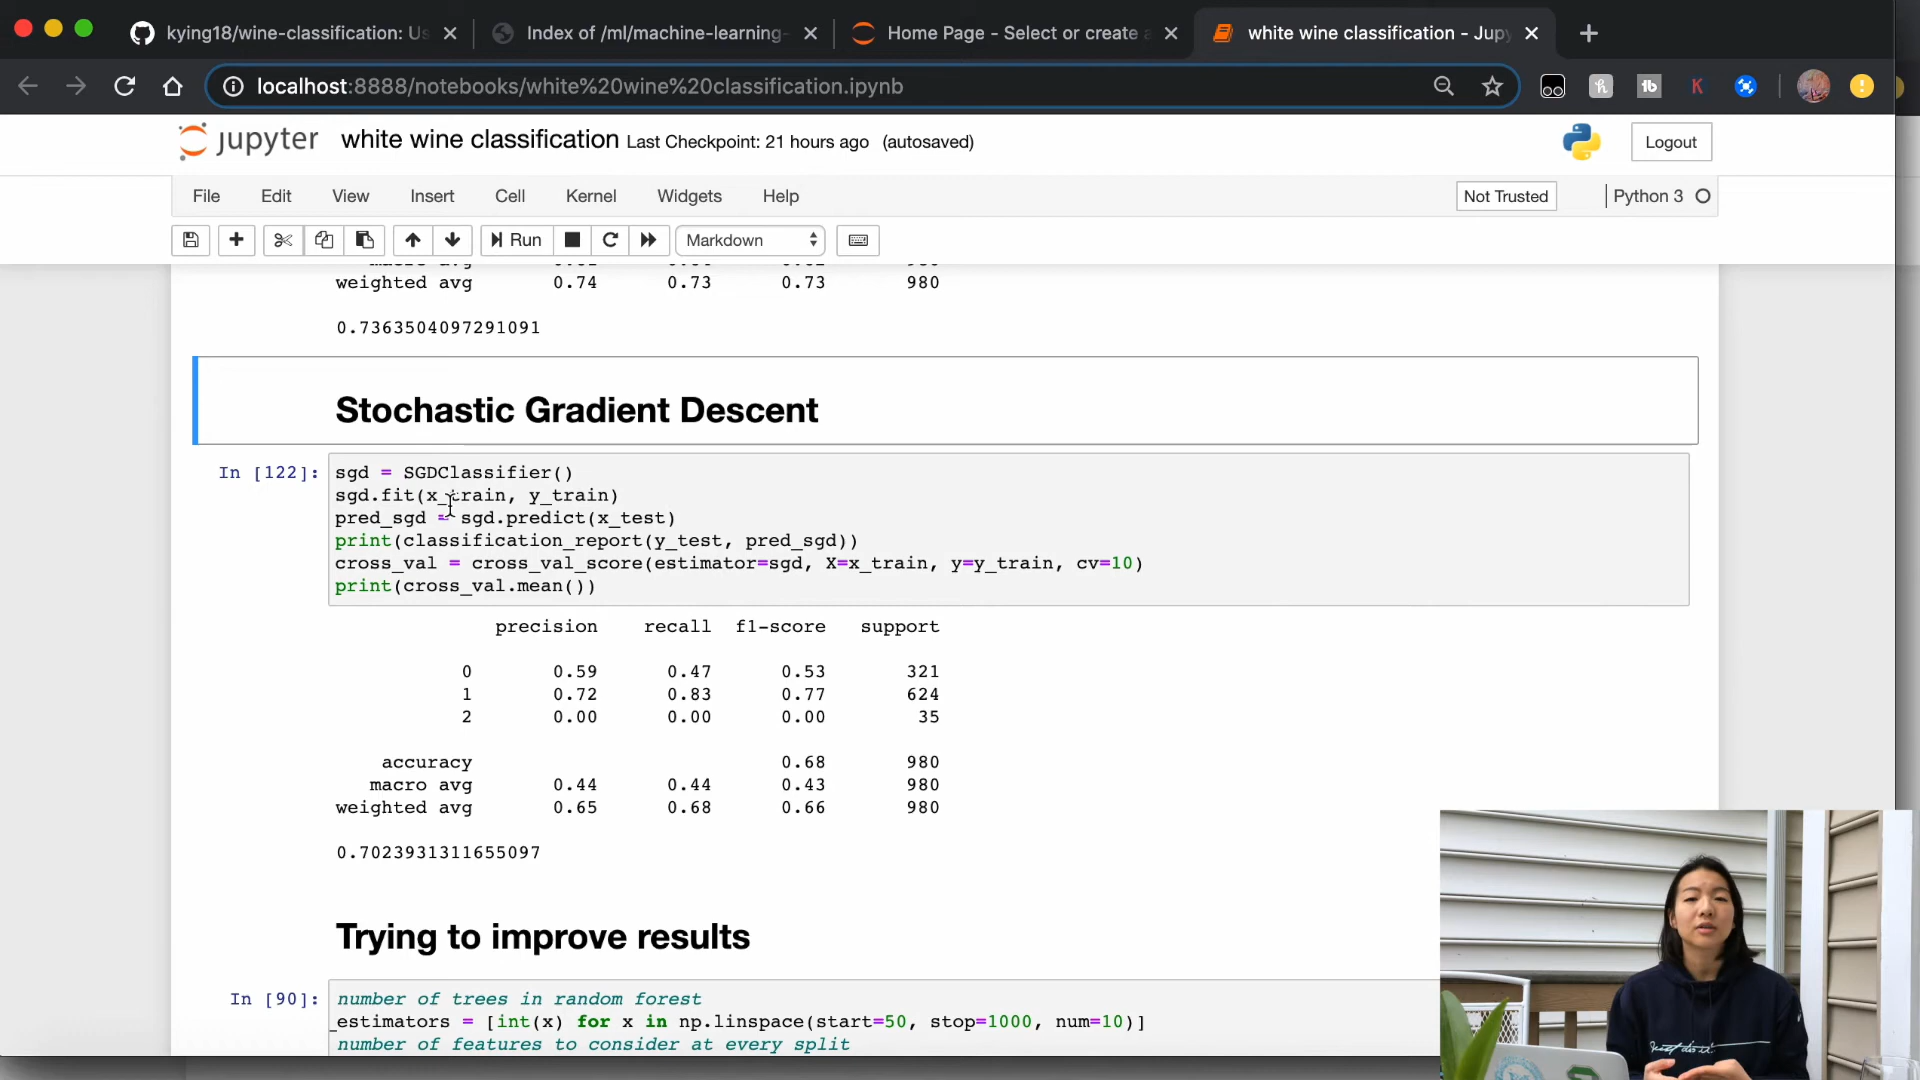 kying18/wine-classification: Us
Index of /ml/machine-learning-
Home Page - Select or create a
white wine classification - Jupy
localhost:8888/notebooks/white%20wine%20classification.ipynb
jupyter white wine classification Last Checkpoint: 21 hours ago (autosaved)
Logout
File Edit View Insert Cell Kernel Widgets Help
Not Trusted Python 3
Run Markdown
weighted avg 0.74 0.73 0.73 980
0.7363504097291091
Stochastic Gradient Descent
In [122]: sgd = SGDClassifier()
sgd.fit(x_train, y_train)
pred_sgd = sgd.predict(x_test)
print(classification_report(y_test, pred_sgd))
cross_val = cross_val_score(estimator=sgd, X=x_train, y=y_train, cv=10)
print(cross_val.mean())
precision recall f1-score support
0 0.59 0.47 0.53 321
1 0.72 0.83 0.77 624
2 0.00 0.00 0.00 35
accuracy 0.68 980
macro avg 0.44 0.44 0.43 980
weighted avg 0.65 0.68 0.66 980
0.7023931311655097
Trying to improve results
In [90]: number of trees in random forest
_estimators = [int(x) for x in np.linspace(start=50, stop=1000, num=10)]
number of features to consider at every split